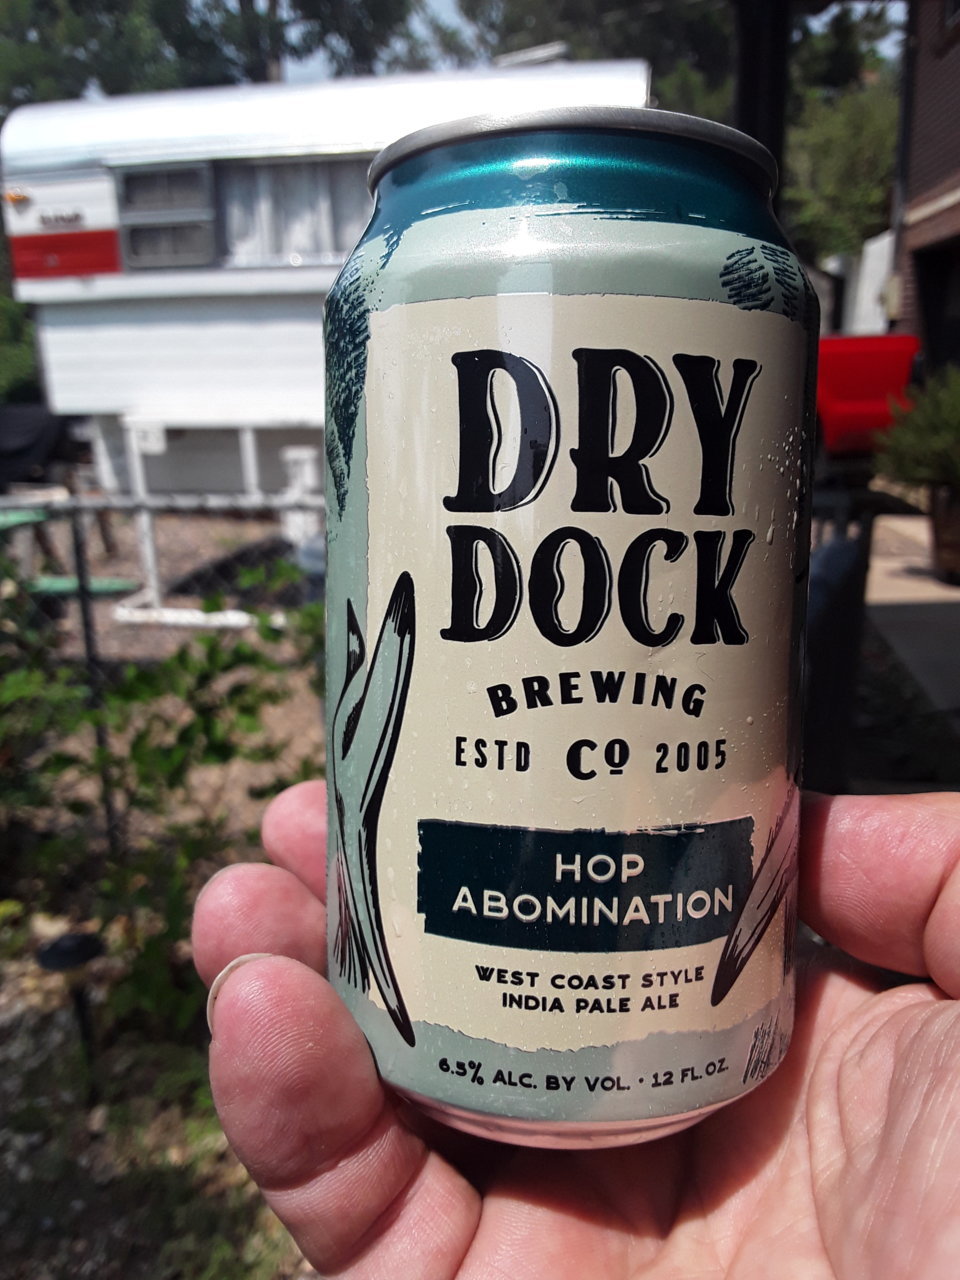 DRY
DOCK
BREWING
ESTD CO 2005
HOP
ABOMINATION
WEST COAST STYLE
INDIA PALE ALE
6.5% ALC. BY VOL. · 12 FL. OZ.